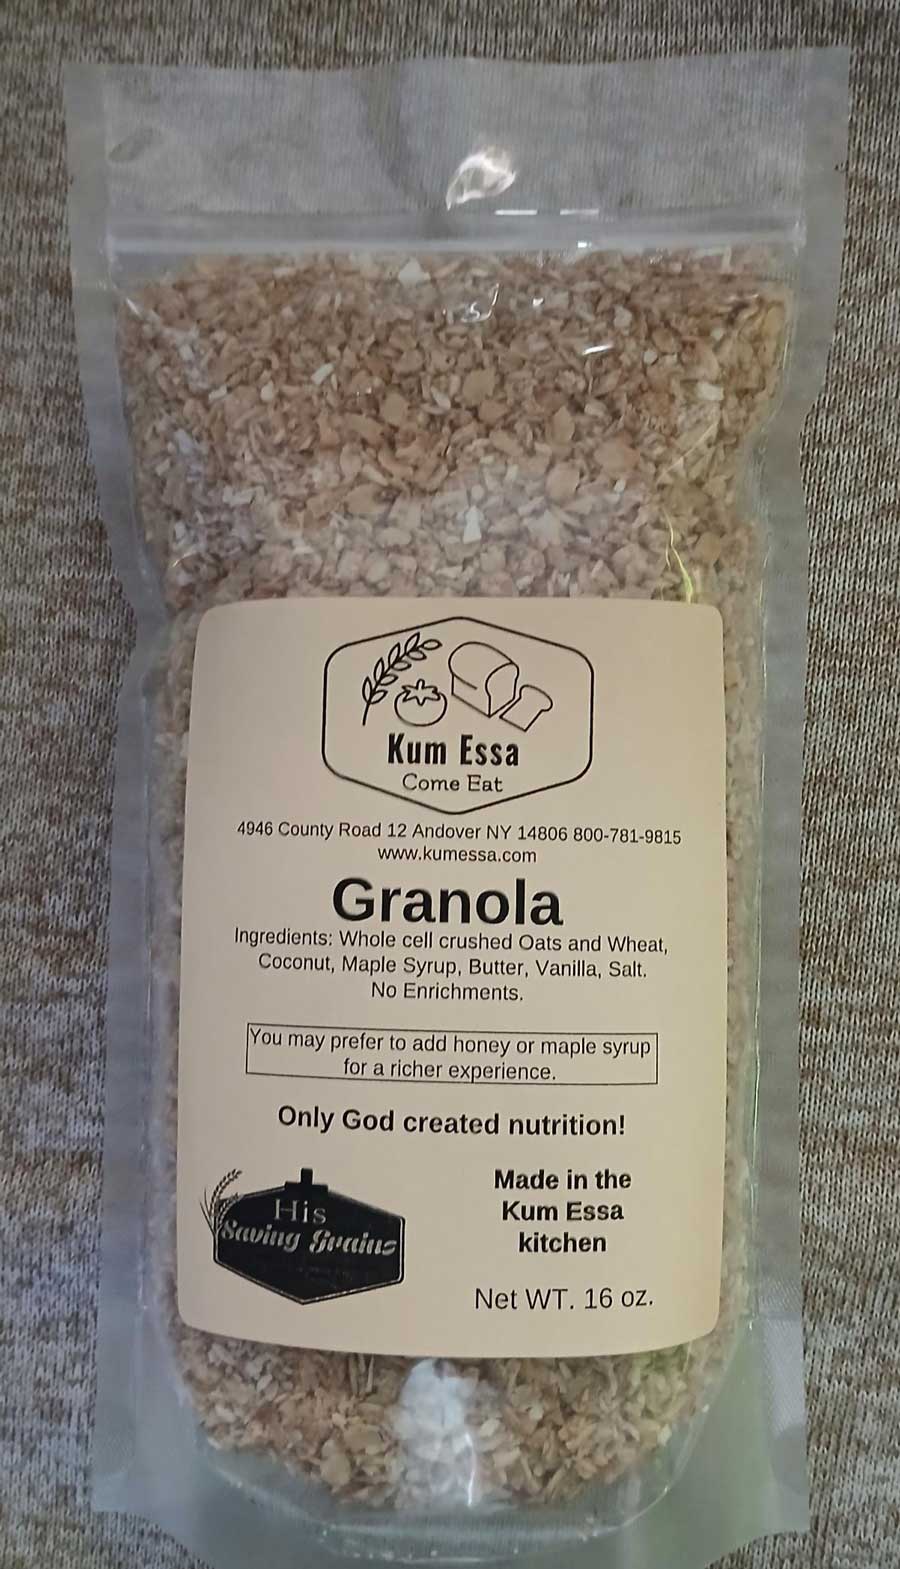 Kum Essa
Come Eat
4946 County Road 12 Andover NY 14806 800-781-9815
www.kumessa.com
Granola
Ingredients: Whole cell crushed Oats and Wheat,
Coconut, Maple Syrup, Butter, Vanilla, Salt.
No Enrichments.
You may prefer to add honey or maple syrup
for a richer experience.
Only God created nutrition!
His
Saving Grains
Made in the
Kum Essa
kitchen
Net WT. 16 oz.